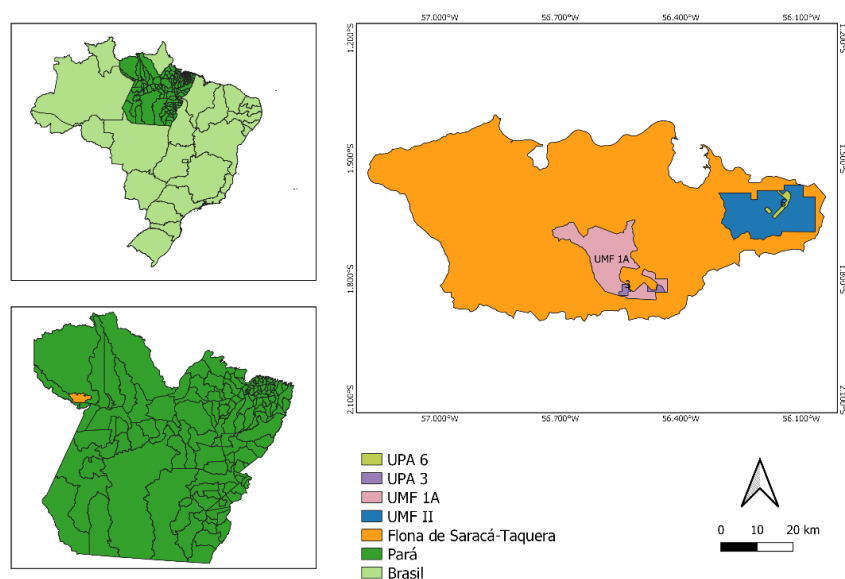 57.000°W 56.700°W 56.400°W 56.100°W
1.200°S 1.200°S
1.500°S 1.500°S
1.800°S 1.800°S
2.100°S 2.100°S
57.000°W 56.700°W 56.400°W 56.100°W
6
UMF 1A
3
UPA 6
UPA 3
UMF 1A
UMF II
Flona de Saracá-Taquera
Pará
Brasil
0 10 20 km